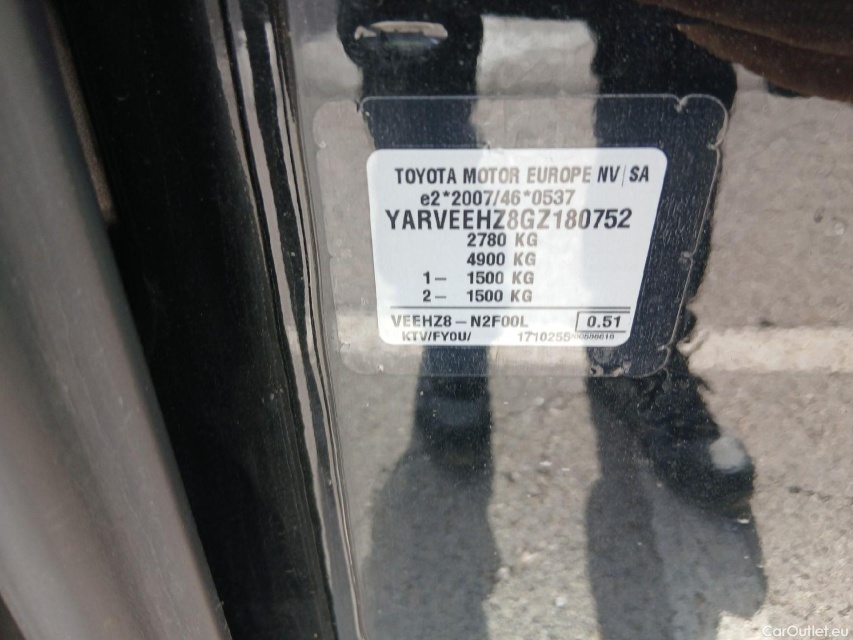 TOYOTA MOTOR EUROPE NV/SA
e2*2007/46*0537
YARVEEHZ8GZ180752
2780 KG
4900 KG
1- 1500 KG
2- 1500 KG
VEEHZ8-N2F00L 0.51
KTV/FY0U/ 1710255
CarOutlet.eu